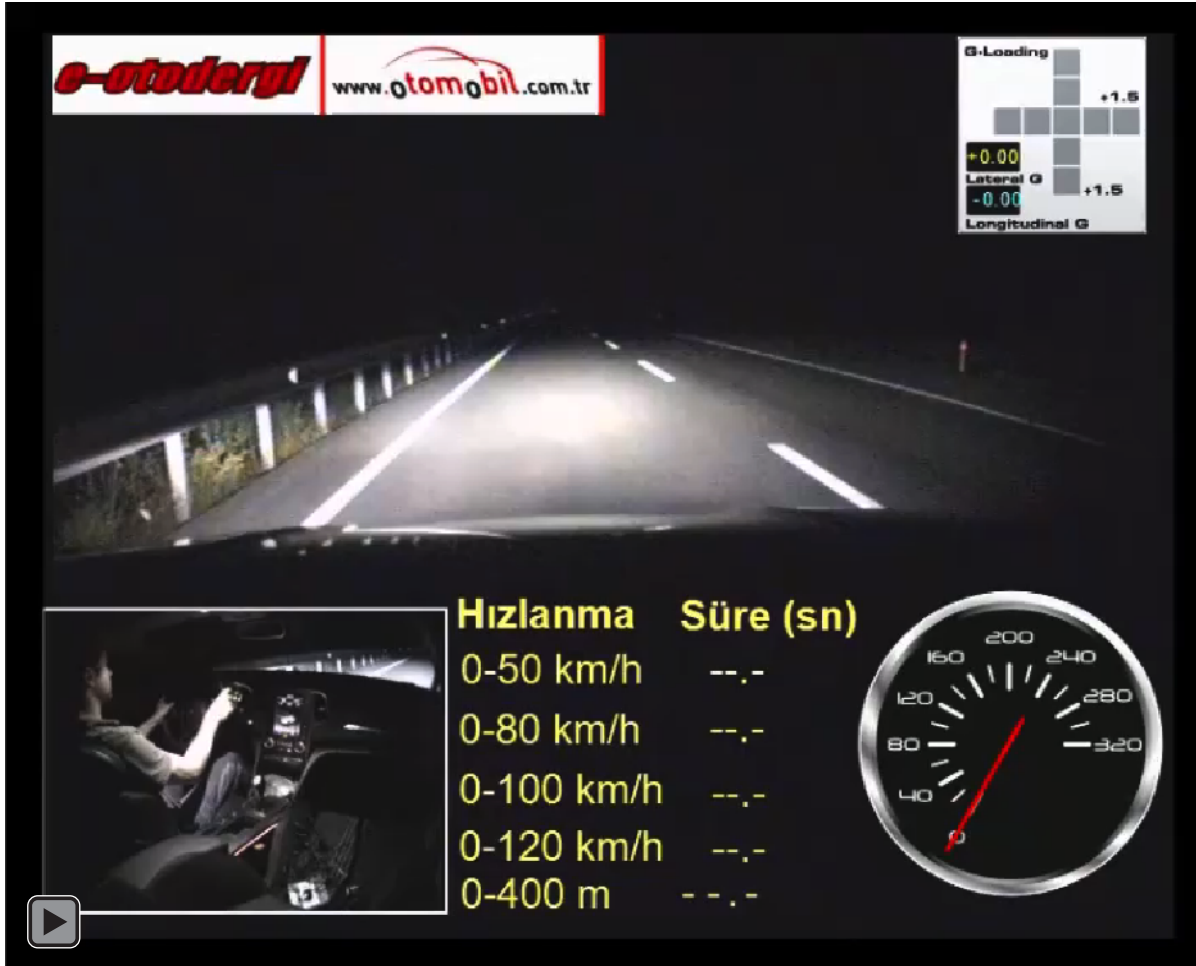 e-otodergi
www.otomobil.com.tr
G-Loading
+1.5
+0.00
Lateral G
+1.5
-0.00
Longitudinal G
Hızlanma Süre (sn)
0-50 km/h --.-
0-80 km/h --.-
0-100 km/h --.-
0-120 km/h --.-
0-400 m --.-
200
160 240
120 280
80 320
40
0